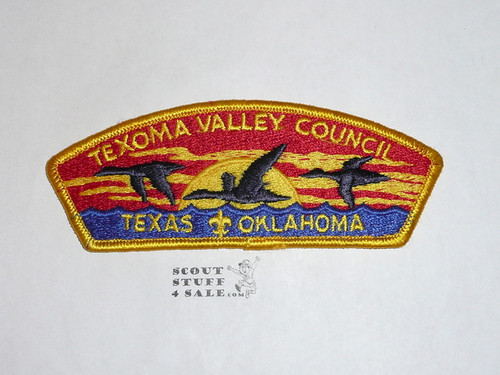 TEXOMA VALLEY COUNCIL
TEXAS OKLAHOMA
SCOUT
STUFF
4 SALE.COM